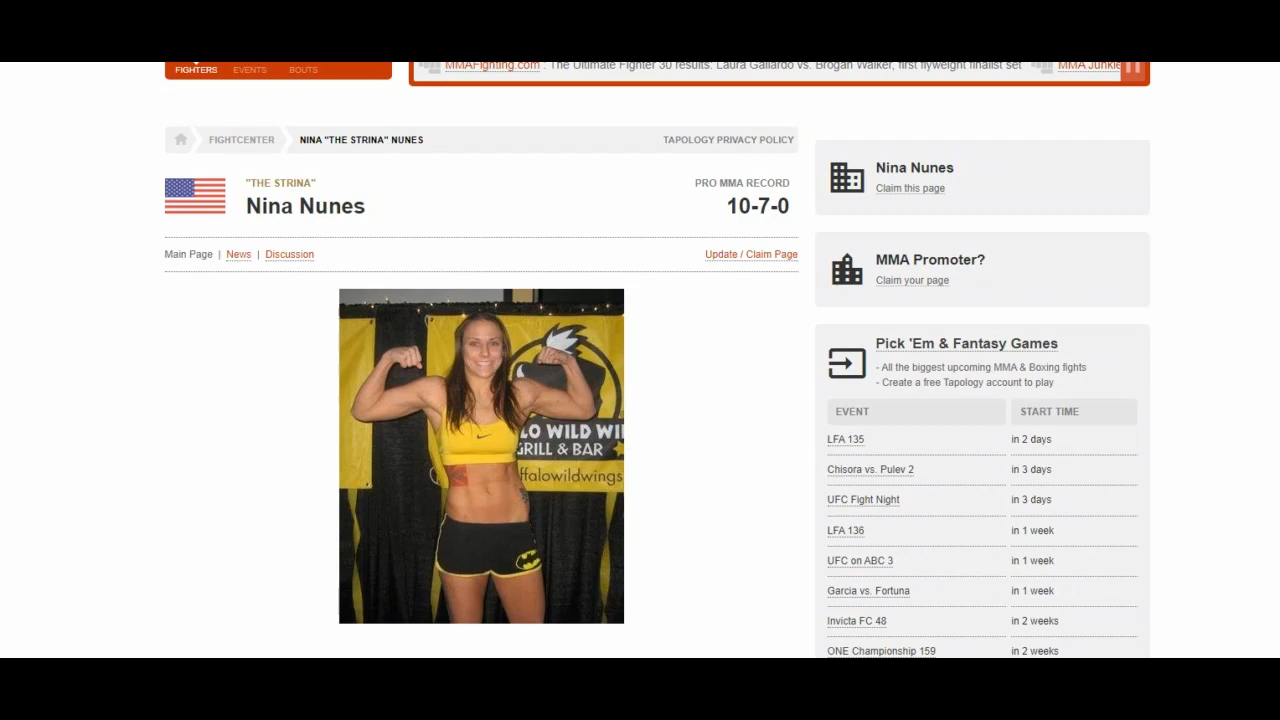 FIGHTERS EVENTS BOUTS
MMAFighting.com : The Ultimate Fighter 30 results: Laura Gallardo vs. Brogan Walker, first flyweight finalist set MMA Junkie
FIGHTCENTER NINA "THE STRINA" NUNES TAPOLOGY PRIVACY POLICY
"THE STRINA"
Nina Nunes
PRO MMA RECORD
10-7-0
Main Page | News | Discussion
Update / Claim Page
LO WILD WI
GRILL & BAR
ffalowildwings
Nina Nunes
Claim this page
MMA Promoter?
Claim your page
Pick 'Em & Fantasy Games
- All the biggest upcoming MMA & Boxing fights
- Create a free Tapology account to play
EVENT START TIME
LFA 135 in 2 days
Chisora vs. Pulev 2 in 3 days
UFC Fight Night in 3 days
LFA 136 in 1 week
UFC on ABC 3 in 1 week
Garcia vs. Fortuna in 1 week
Invicta FC 48 in 2 weeks
ONE Championship 159 in 2 weeks